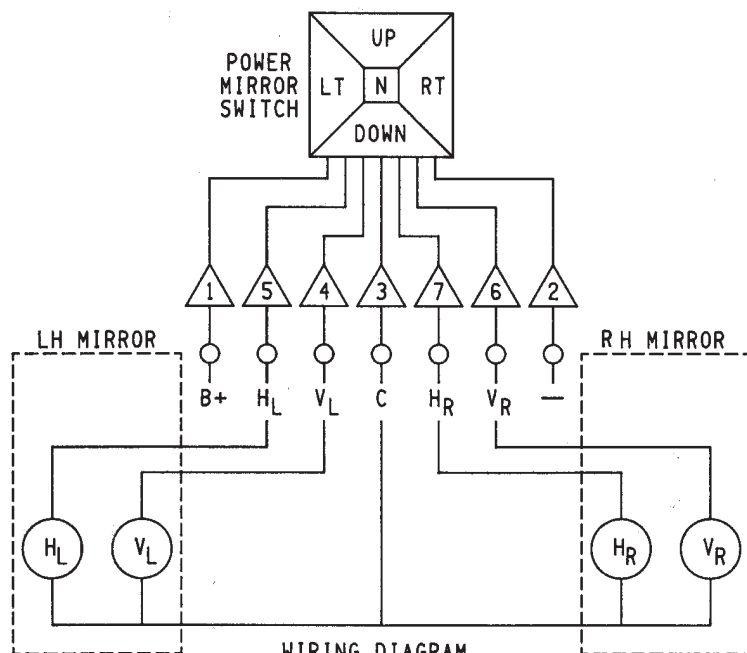 UP
POWER
MIRROR
SWITCH
LT N RT
DOWN
1 5 4 3 7 6 2
LH MIRROR
RH MIRROR
B+ HL VL C HR VR —
HL VL HR VR
WIRING DIAGRAM